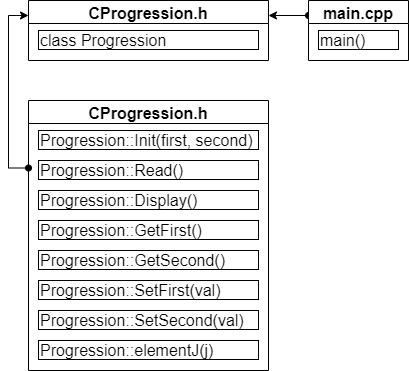 CProgression.h
class Progression
main.cpp
main()
CProgression.h
Progression::Init(first, second)
Progression::Read()
Progression::Display()
Progression::GetFirst()
Progression::GetSecond()
Progression::SetFirst(val)
Progression::SetSecond(val)
Progression::elementJ(j)